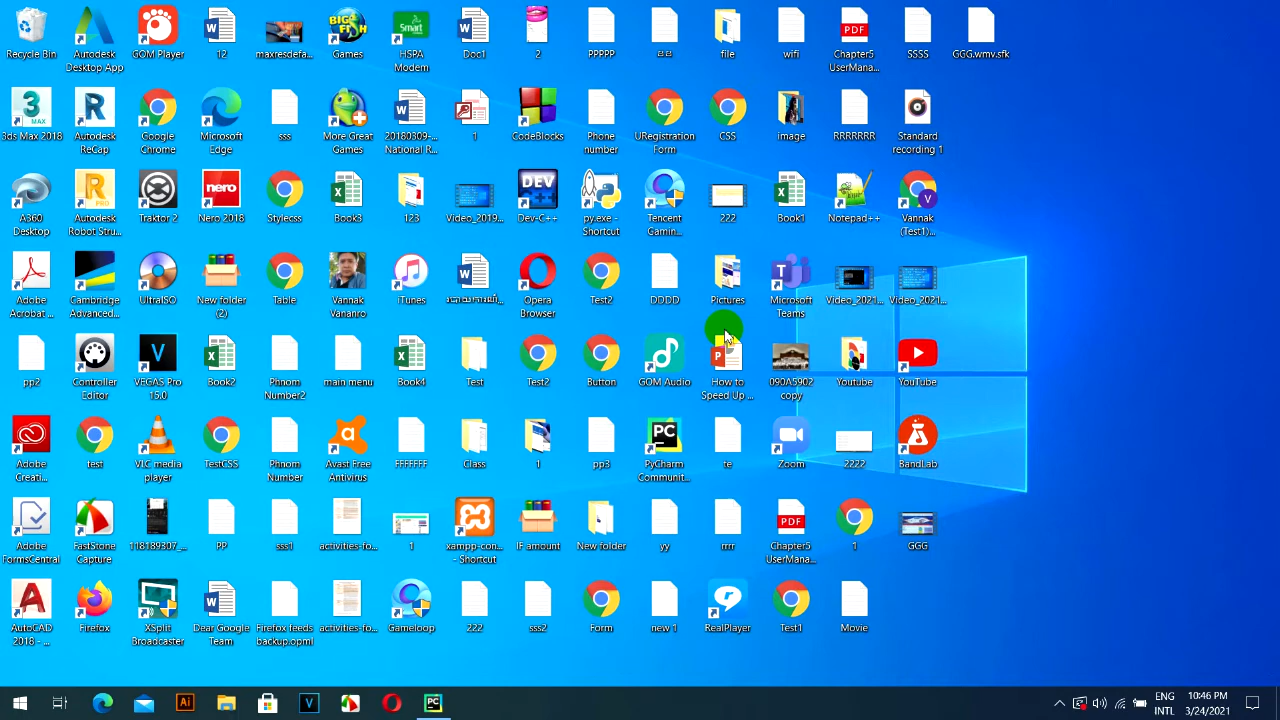 Recycle Bin
Autodesk Desktop App
GOM Player
12
maxresdefa...
Games
HSPA Modem
Doc1
2
PPPPP
file
wifi
Chapter5 UserMana...
SSSS
GGG.wmv.sfk
3ds Max 2018
Autodesk ReCap
Google Chrome
Microsoft Edge
sss
More Great Games
20180309-... National R...
1
CodeBlocks
Phone number
URegistration Form
CSS
image
RRRRRRR
Standard recording 1
A360 Desktop
Autodesk Robot Stru...
Traktor 2
Nero 2018
Stylecss
Book3
123
Video_2019...
Dev-C++
py.exe - Shortcut
Tencent Gamin...
222
Book1
Notepad++
Vannak (Test1)...
Adobe Acrobat ...
Cambridge Advanced...
UltraISO
New folder (2)
Table
Vannak Vananro
iTunes
Opera Browser
Test2
DDDD
Pictures
Microsoft Teams
Video_2021...
Video_2021...
pp2
Controller Editor
VEGAS Pro 15.0
Book2
Phnom Number2
main menu
Book4
Test
Test2
Button
GOM Audio
How to Speed Up ...
090A5902 copy
Youtube
YouTube
Adobe Creati...
test
VLC media player
TestCSS
Phnom Number
Avast Free Antivirus
FFFFFFF
Class
1
pp3
PyCharm Communit...
te
Zoom
2222
BandLab
Adobe FormsCentral
FastStone Capture
118189307_...
PP
sss1
activities-fo...
1
xampp-con... - Shortcut
IF amount
New folder
yy
rrrr
Chapter5 UserMana...
1
GGG
AutoCAD 2018 - ...
Firefox
XSplit Broadcaster
Dear Google Team
Firefox feeds backup.opml
activities-fo...
Gameloop
222
sss2
Form
new 1
RealPlayer
Test1
Movie
ENG
INTL
10:46 PM
3/24/2021